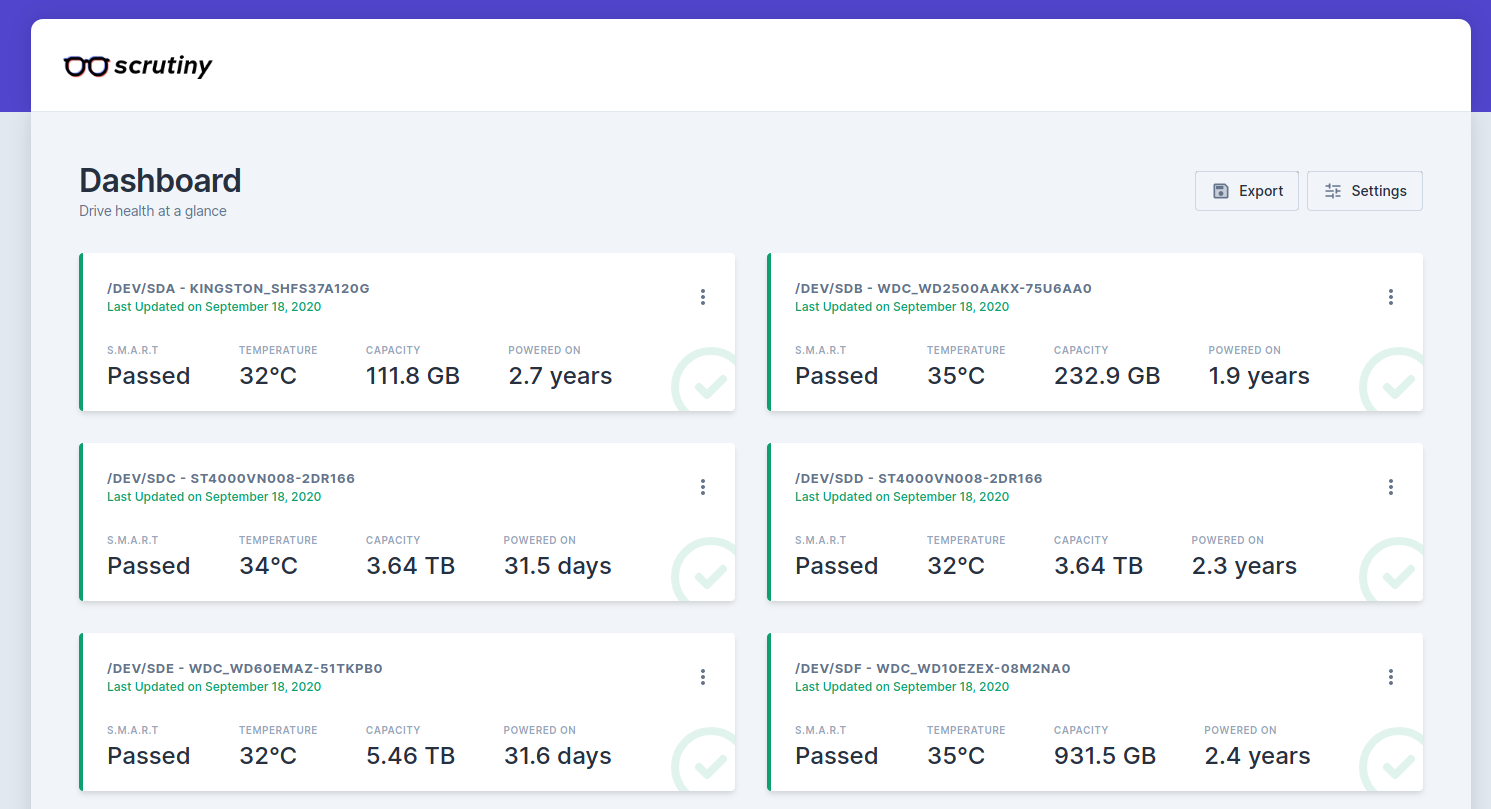 scrutiny
Dashboard
Drive health at a glance
Export
Settings
/DEV/SDA - KINGSTON_SHFS37A120G
Last Updated on September 18, 2020
S.M.A.R.T TEMPERATURE CAPACITY POWERED ON
Passed 32°C 111.8 GB 2.7 years
/DEV/SDB - WDC_WD2500AAKX-75U6AA0
Last Updated on September 18, 2020
S.M.A.R.T TEMPERATURE CAPACITY POWERED ON
Passed 35°C 232.9 GB 1.9 years
/DEV/SDC - ST4000VN008-2DR166
Last Updated on September 18, 2020
S.M.A.R.T TEMPERATURE CAPACITY POWERED ON
Passed 34°C 3.64 TB 31.5 days
/DEV/SDD - ST4000VN008-2DR166
Last Updated on September 18, 2020
S.M.A.R.T TEMPERATURE CAPACITY POWERED ON
Passed 32°C 3.64 TB 2.3 years
/DEV/SDE - WDC_WD60EMAZ-51TKPB0
Last Updated on September 18, 2020
S.M.A.R.T TEMPERATURE CAPACITY POWERED ON
Passed 32°C 5.46 TB 31.6 days
/DEV/SDF - WDC_WD10EZEX-08M2NA0
Last Updated on September 18, 2020
S.M.A.R.T TEMPERATURE CAPACITY POWERED ON
Passed 35°C 931.5 GB 2.4 years